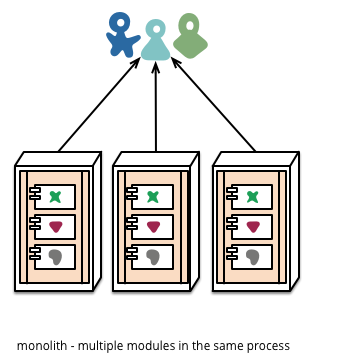 monolith - multiple modules in the same process